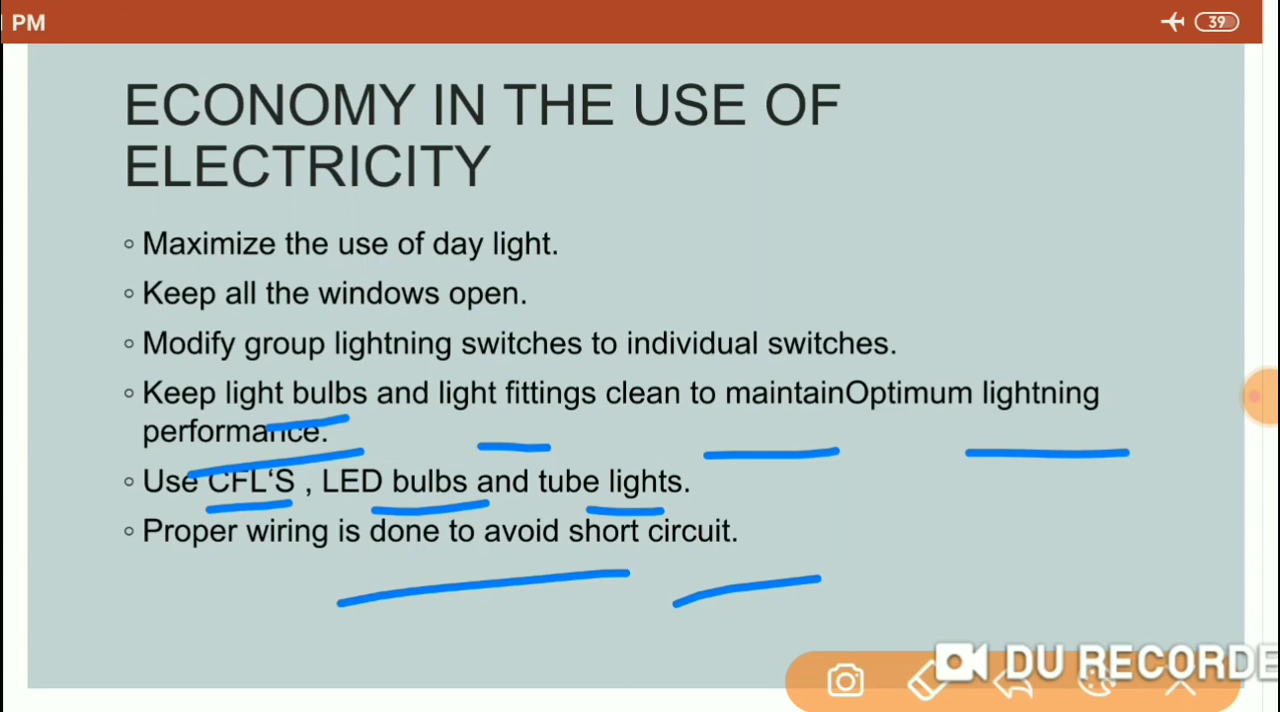 PM
39
ECONOMY IN THE USE OF
ELECTRICITY
◦ Maximize the use of day light.
◦ Keep all the windows open.
◦ Modify group lightning switches to individual switches.
◦ Keep light bulbs and light fittings clean to maintainOptimum lightning
performance.
◦ Use CFL‘S , LED bulbs and tube lights.
◦ Proper wiring is done to avoid short circuit.
DU RECORDE